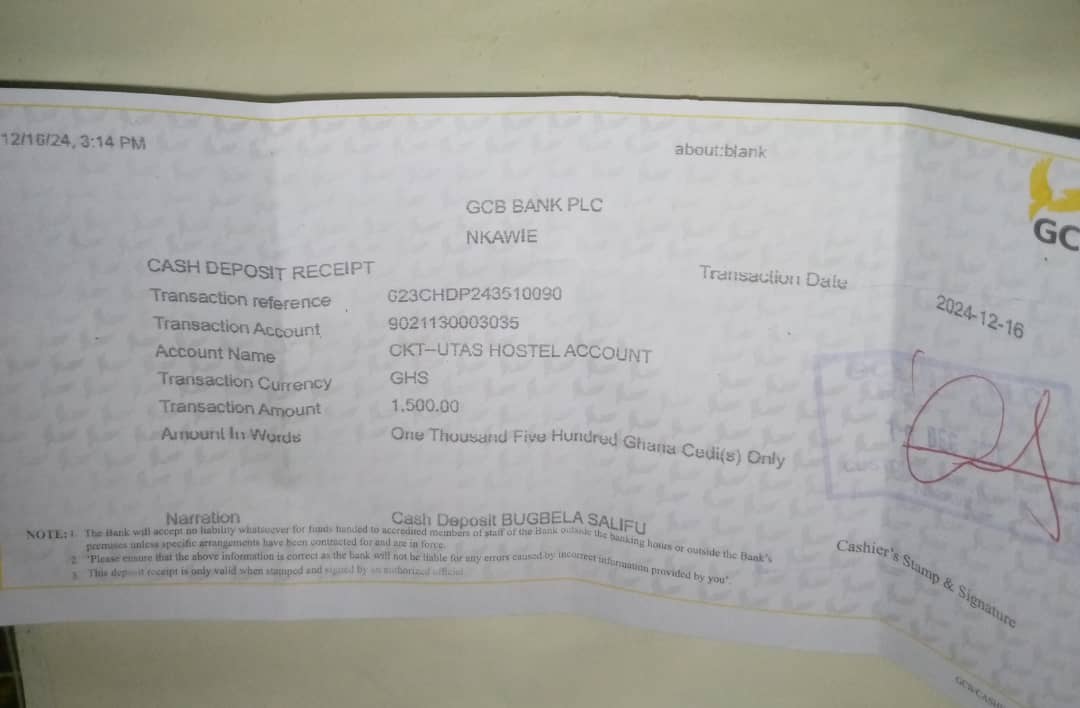 12/16/24, 3:14 PM
about:blank
GC
GCB BANK PLC
NKAWIE
CASH DEPOSIT RECEIPT
Transaction Date
2024-12-16
Transaction reference 623CHDP243510090
Transaction Account 9021130003035
Account Name CKT-UTAS HOSTEL ACCOUNT
Transaction Currency GHS
Transaction Amount 1,500.00
Amount In Words One Thousand Five Hundred Ghana Cedi(s) Only
DEC
Narration Cash Deposit BUGBELA SALIFU
NOTE: 1. The Bank will accept no liability whatsoever for funds handed to accredited members of staff of the Bank outside the banking hours or outside the Bank's
premises unless specific arrangements have been contracted for and are in force.
2. "Please ensure that the above information is correct as the bank will not be liable for any errors caused by incorrect information provided by you".
3. This deposit receipt is only valid when stamped and signed by an authorized official.
Cashier's Stamp & Signature